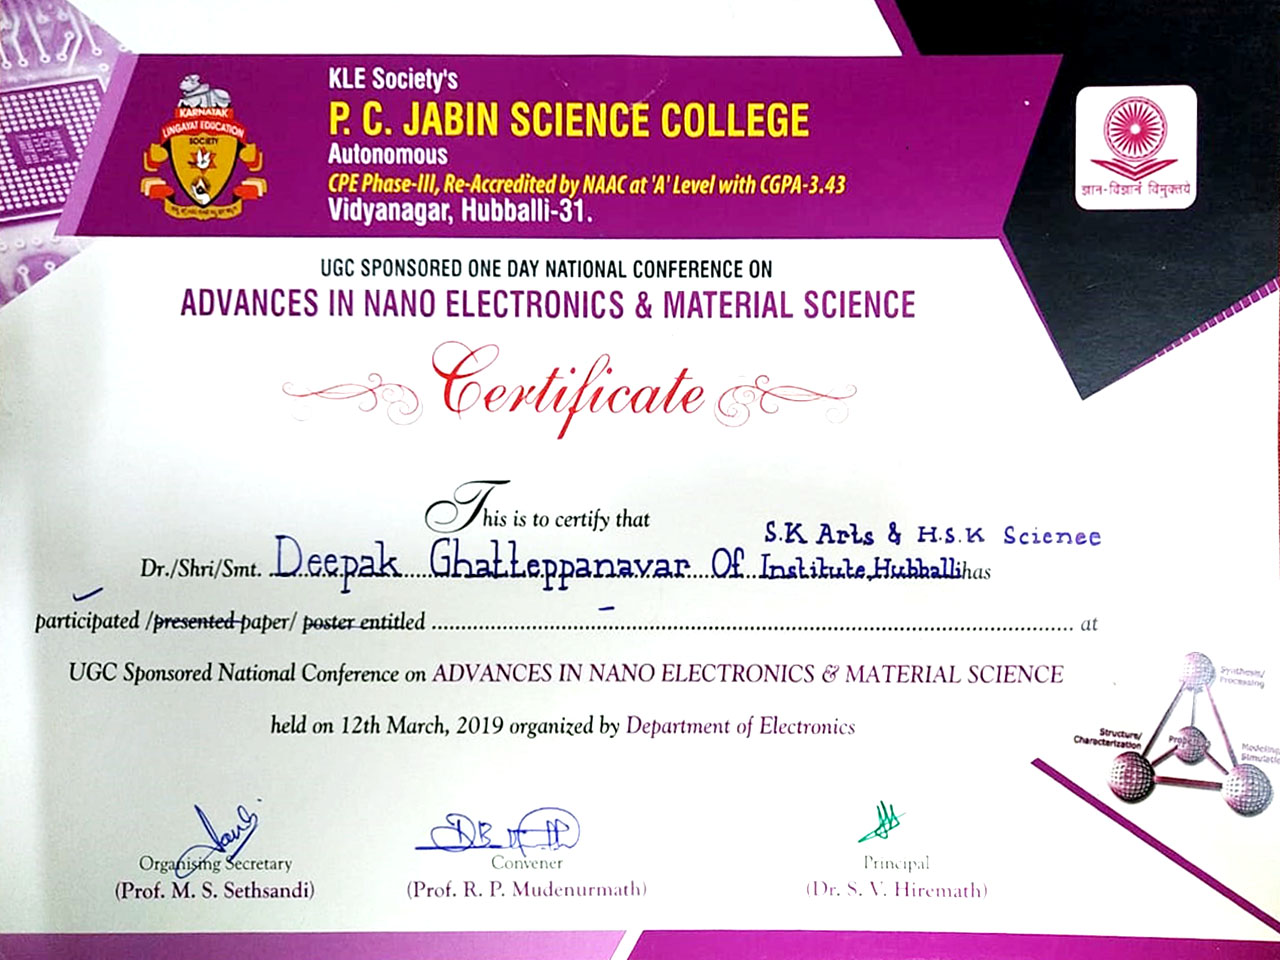 KLE Society's
P. C. JABIN SCIENCE COLLEGE
Autonomous
CPE Phase-III, Re-Accredited by NAAC at 'A' Level with CGPA-3.43
Vidyanagar, Hubballi-31.
KARNATAK
LINGAYAT EDUCATION
SOCIETY
ज्ञान-विज्ञानं विमुक्तये
UGC SPONSORED ONE DAY NATIONAL CONFERENCE ON
ADVANCES IN NANO ELECTRONICS & MATERIAL SCIENCE
Certificate
This is to certify that
S.K Arts & H.S.K Science
Dr./Shri/Smt. Deepak Ghatteppanavar Of Institute, Hubballi has
participated /presented paper/ poster entitled ........ at
UGC Sponsored National Conference on ADVANCES IN NANO ELECTRONICS & MATERIAL SCIENCE
held on 12th March, 2019 organized by Department of Electronics
Synthesis/
Processing
Structure/
Characterization
Organising Secretary
(Prof. M. S. Sethsandi)
Convener
(Prof. R. P. Mudenurmath)
Principal
(Dr. S. V. Hiremath)